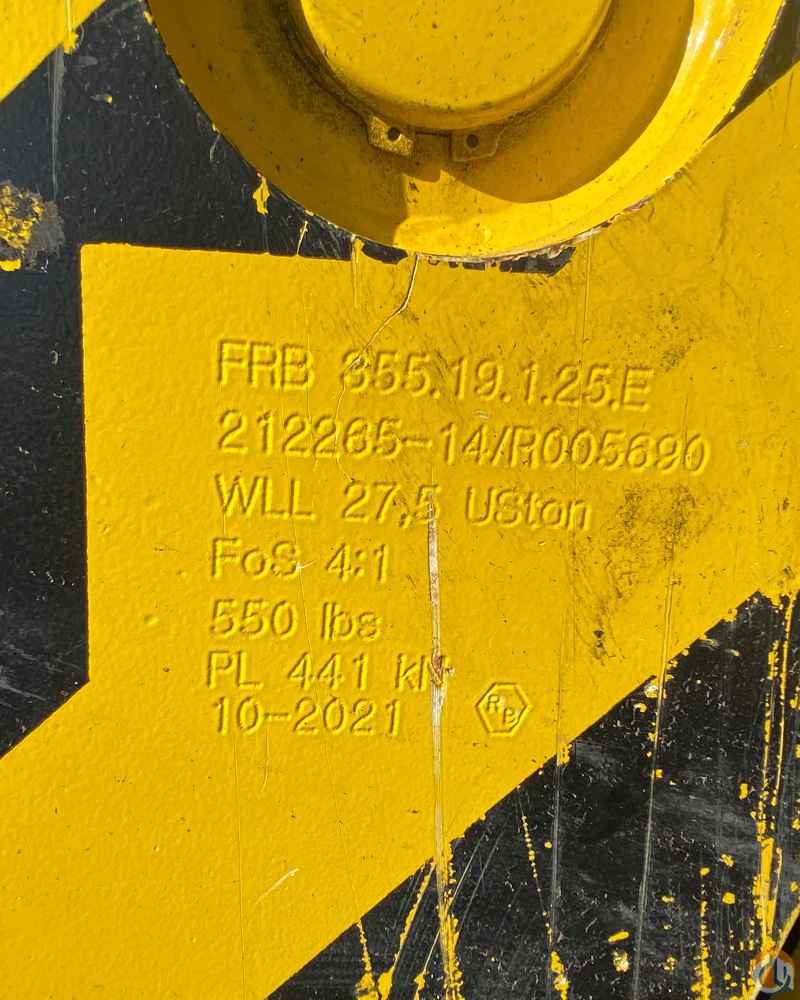 FRB 355.19.1.25.E
212265-14/R005690
WLL 27,5 USton
FoS 4:1
550 lbs
PL 441 kN
10-2021
RB